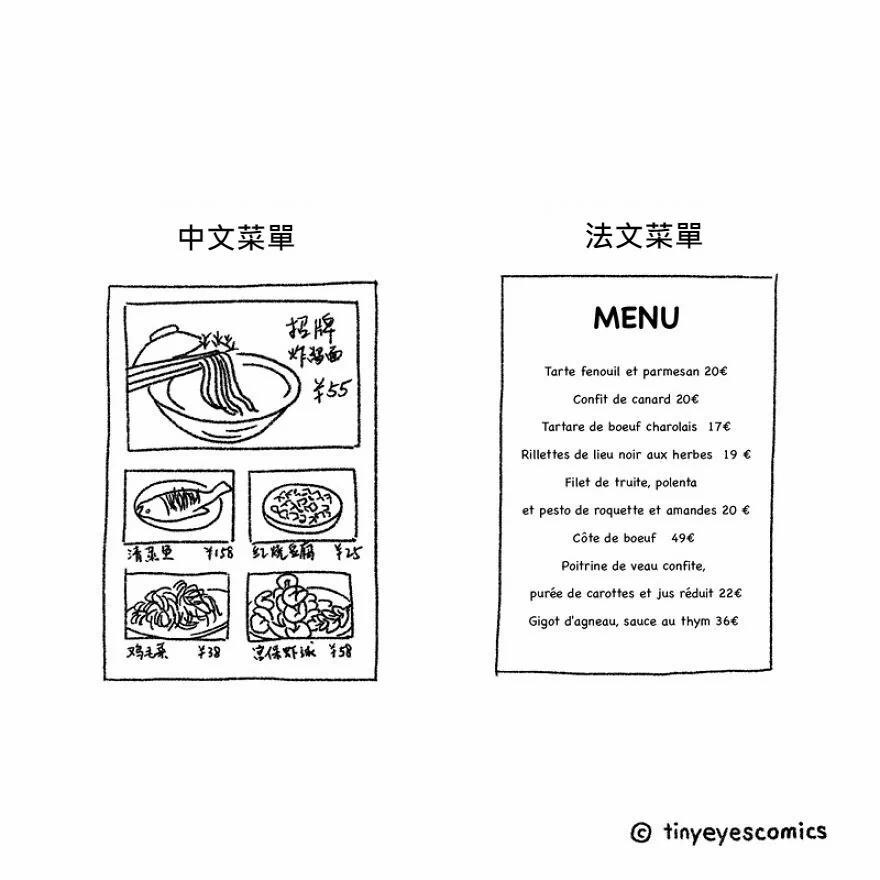 中文菜單
招牌
炸酱面
¥55
清蒸鱼 ¥158
红烧豆腐 ¥25
鸡毛菜 ¥38
宫保虾球 ¥58
法文菜單
MENU
Tarte fenouil et parmesan 20€
Confit de canard 20€
Tartare de boeuf charolais 17€
Rillettes de lieu noir aux herbes 19 €
Filet de truite, polenta
et pesto de roquette et amandes 20 €
Côte de boeuf 49€
Poitrine de veau confite,
purée de carottes et jus réduit 22€
Gigot d'agneau, sauce au thym 36€
© tinyeyescomics